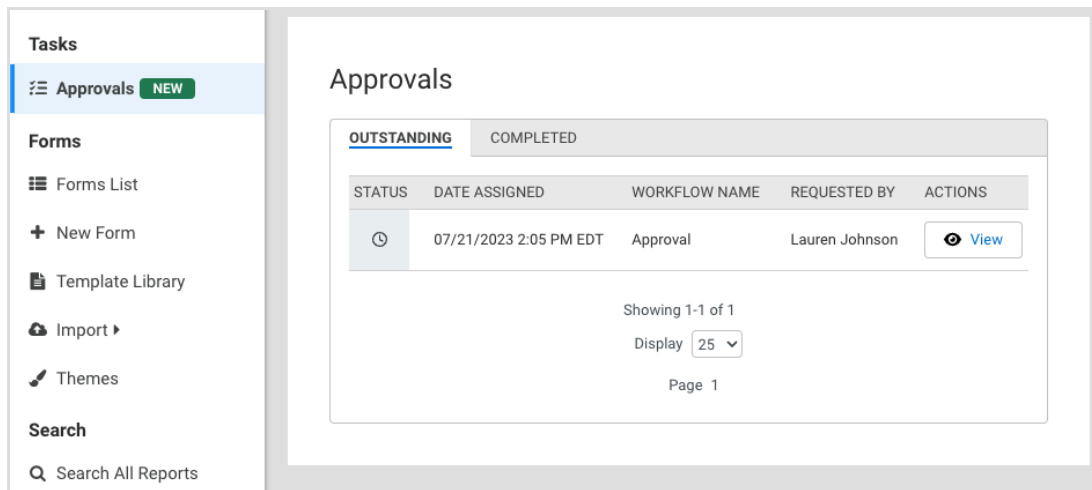 Tasks
Approvals NEW
Forms
Forms List
New Form
Template Library
Import
Themes
Search
Search All Reports
Approvals
OUTSTANDING COMPLETED
STATUS DATE ASSIGNED WORKFLOW NAME REQUESTED BY ACTIONS
07/21/2023 2:05 PM EDT Approval Lauren Johnson View
Showing 1-1 of 1
Display 25
Page 1